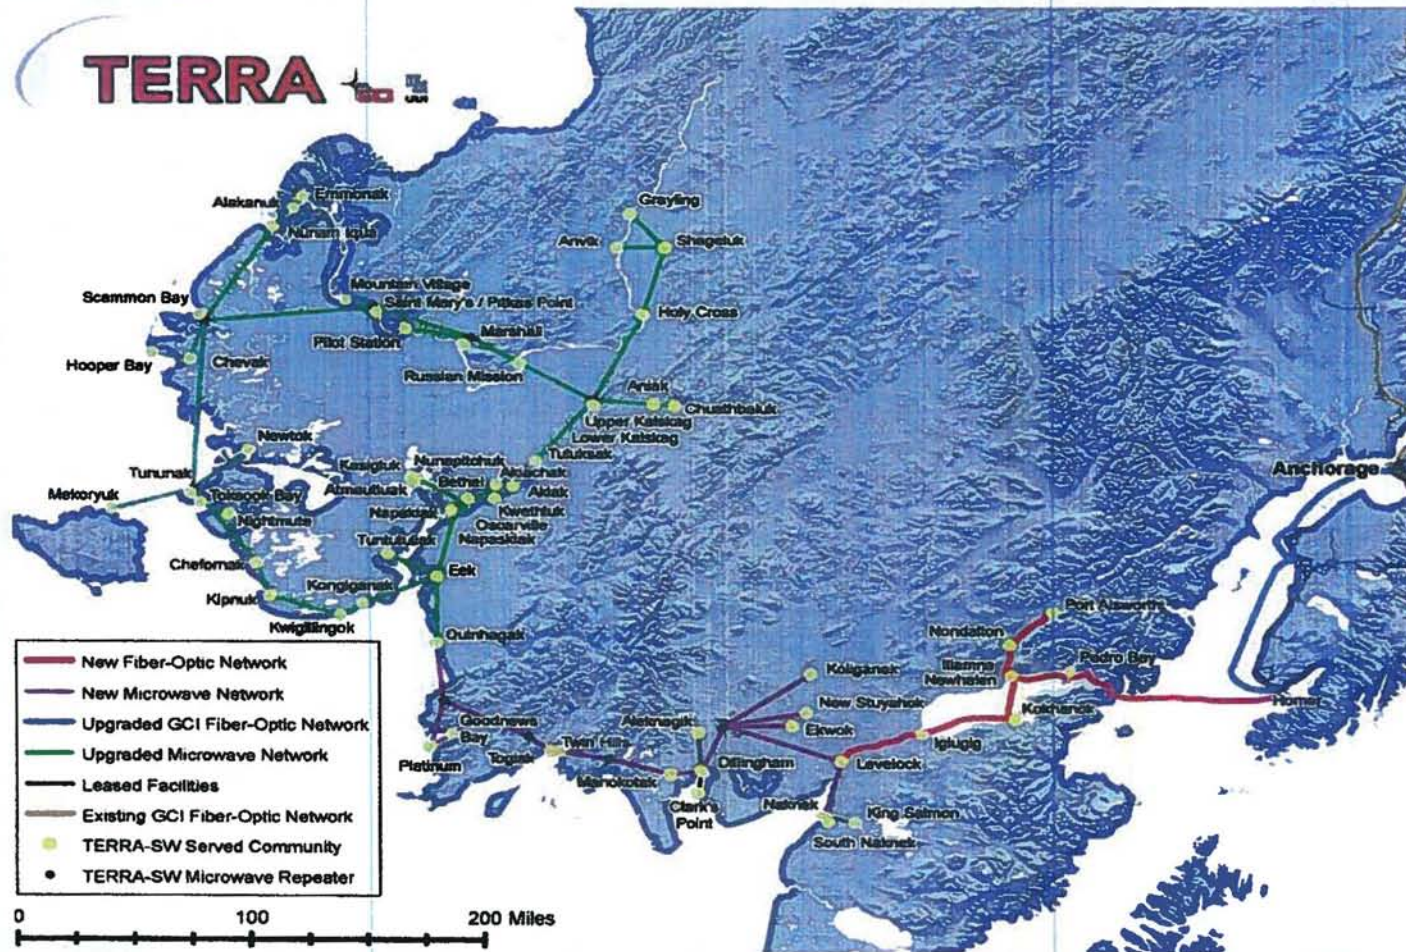 TERRA
GCI
UUI
Emmonak
Alakanuk
Nunam Iqua
Grayling
Anvik
Shageluk
Mountain Village
Scammon Bay
Saint Mary's / Pitkas Point
Holy Cross
Marshall
Pilot Station
Hooper Bay
Chevak
Russian Mission
Aniak
Chuathbaluk
Upper Kalskag
Lower Kalskag
Newtok
Tuluksak
Kasigluk
Nunapitchuk
Akiachak
Tununak
Atmautluak
Bethel
Akiak
Anchorage
Mekoryuk
Toksook Bay
Kwethluk
Nightmute
Napakiak
Oscarville
Napaskiak
Tuntutuliak
Chefornak
Eek
Kongiganak
Kipnuk
Kwigillingok
Quinhagak
Port Alsworth
Nondalton
Iliamna
Newhalen
Pedro Bay
Koliganek
New Stuyahok
Homer
Kokhanok
Goodnews
Bay
Aleknagik
Ekwok
Igiugig
Platinum
Togiak
Twin Hills
Manokotak
Dillingham
Levelock
Clark's
Point
Naknek
King Salmon
South Naknek
New Fiber-Optic Network
New Microwave Network
Upgraded GCI Fiber-Optic Network
Upgraded Microwave Network
Leased Facilities
Existing GCI Fiber-Optic Network
TERRA-SW Served Community
TERRA-SW Microwave Repeater
0 100 200 Miles